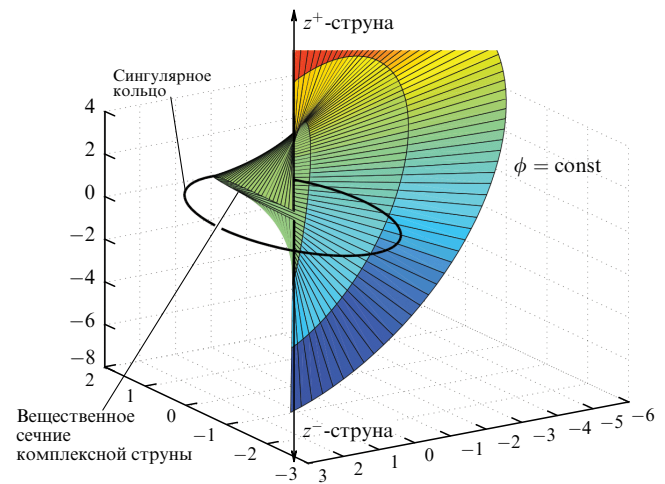 z⁺-струна
Сингулярное
кольцо
4
2
0
−2
−4
−6
−8
ϕ = const
2
1
0
−1
−2
−3
3
2
1
0
−1
−2
−3
−4
−5
−6
Вещественное
сечние
комплексной струны
z⁻-струна